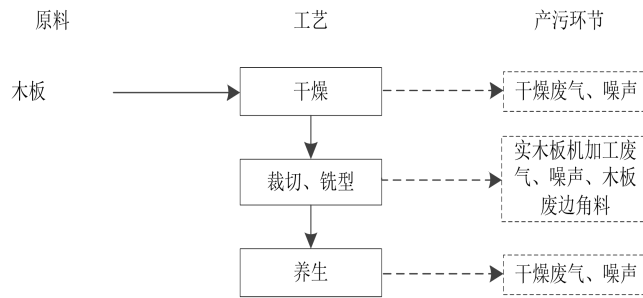 原料 工艺 产污环节
木板 干燥 干燥废气、噪声
裁切、铣型 实木板机加工废
气、噪声、木板
废边角料
养生 干燥废气、噪声